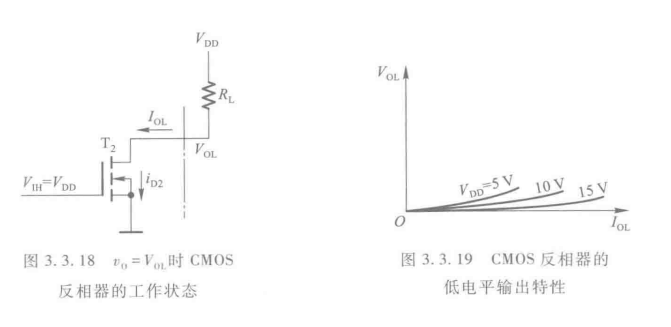 V_DD
R_L
I_OL
T_2
V_OL
V_IH=V_DD
i_D2
图 3.3.18 v_O=V_OL时 CMOS
反相器的工作状态
V_OL
V_DD=5 V
10 V
15 V
O
I_OL
图 3.3.19 CMOS 反相器的
低电平输出特性